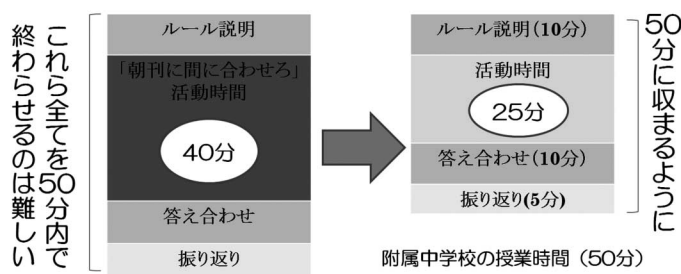 これら全てを50分内で
終わらせるのは難しい
ルール説明
「朝刊に間に合わせろ」
活動時間
40分
答え合わせ
振り返り
ルール説明(10分)
活動時間
25分
答え合わせ(10分)
振り返り(5分)
50分に収まるように
附属中学校の授業時間（50分）